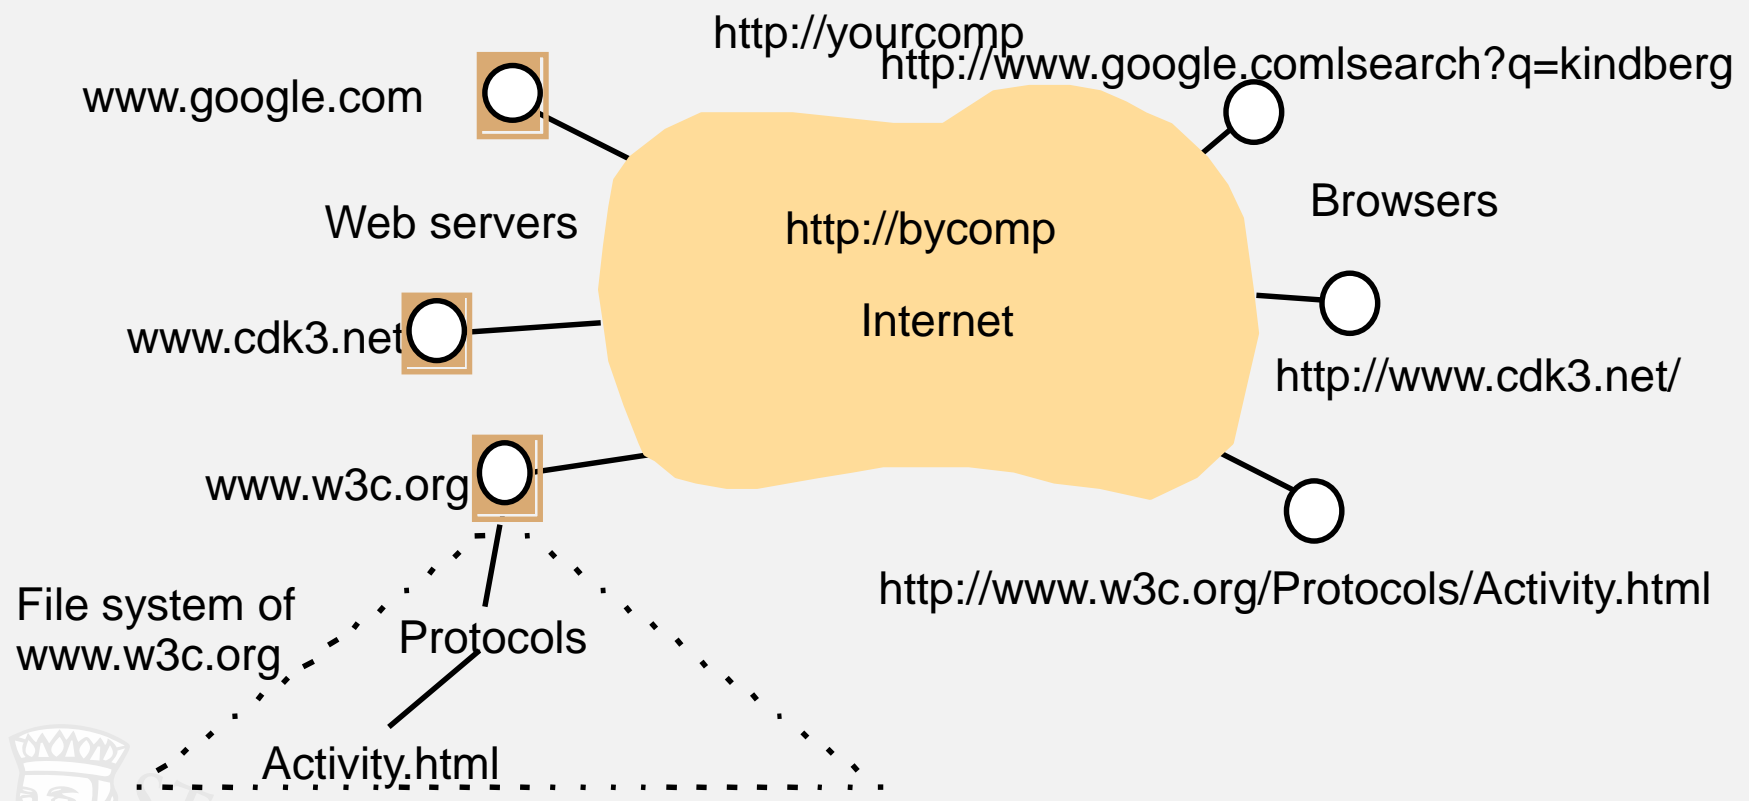 http://yourcomp
http://www.google.comlsearch?q=kindberg
www.google.com
Browsers
Web servers
http://bycomp
Internet
www.cdk3.net
http://www.cdk3.net/
www.w3c.org
http://www.w3c.org/Protocols/Activity.html
File system of
www.w3c.org
Protocols
Activity.html